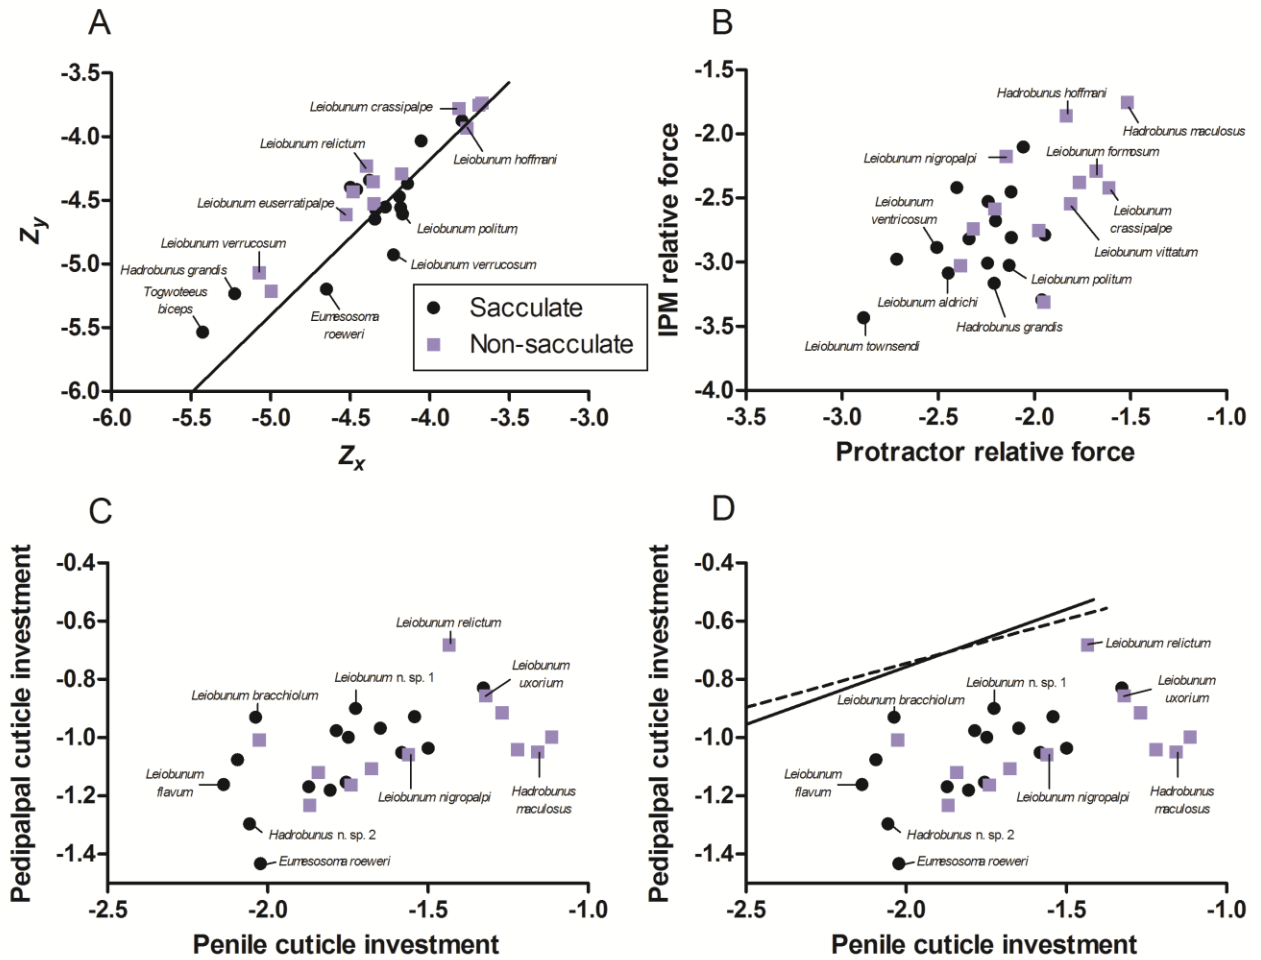 A
-3.5
-4.0
-4.5
-5.0
-5.5
-6.0
Zy
Leiobunum crassipalpe
Leiobunum relictum
Leiobunum hoffmani
Leiobunum euserratipalpe
Leiobunum politum
Leiobunum verrucosum
Leiobunum verrucosum
Hadrobunus grandis
Togwoteeus
biceps
Eumesosoma
roeweri
Sacculate
Non-sacculate
-6.0 -5.5 -5.0 -4.5 -4.0 -3.5 -3.0
Zx
B
-1.5
-2.0
-2.5
-3.0
-3.5
-4.0
IPM relative force
Hadrobunus hoffmani
Hadrobunus maculosus
Leiobunum nigropalpi
Leiobunum formosum
Leiobunum
ventricosum
Leiobunum
crassipalpe
Leiobunum vittatum
Leiobunum politum
Leiobunum aldrichi
Hadrobunus grandis
Leiobunum townsendi
-3.5 -3.0 -2.5 -2.0 -1.5 -1.0
Protractor relative force
C
-0.4
-0.6
-0.8
-1.0
-1.2
-1.4
Pedipalpal cuticle investment
Leiobunum relictum
Leiobunum
uxorium
Leiobunum n. sp. 1
Leiobunum bracchiolum
Leiobunum
flavum
Leiobunum nigropalpi
Hadrobunus
maculosus
Hadrobunus n. sp. 2
Eumesosoma roeweri
-2.5 -2.0 -1.5 -1.0
Penile cuticle investment
D
-0.4
-0.6
-0.8
-1.0
-1.2
-1.4
Pedipalpal cuticle investment
Leiobunum relictum
Leiobunum
uxorium
Leiobunum n. sp. 1
Leiobunum bracchiolum
Leiobunum
flavum
Leiobunum nigropalpi
Hadrobunus
maculosus
Hadrobunus n. sp. 2
Eumesosoma roeweri
-2.5 -2.0 -1.5 -1.0
Penile cuticle investment